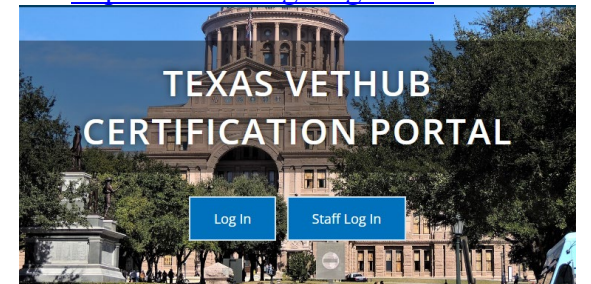 TEXAS VETHUB
CERTIFICATION PORTAL
Log In
Staff Log In